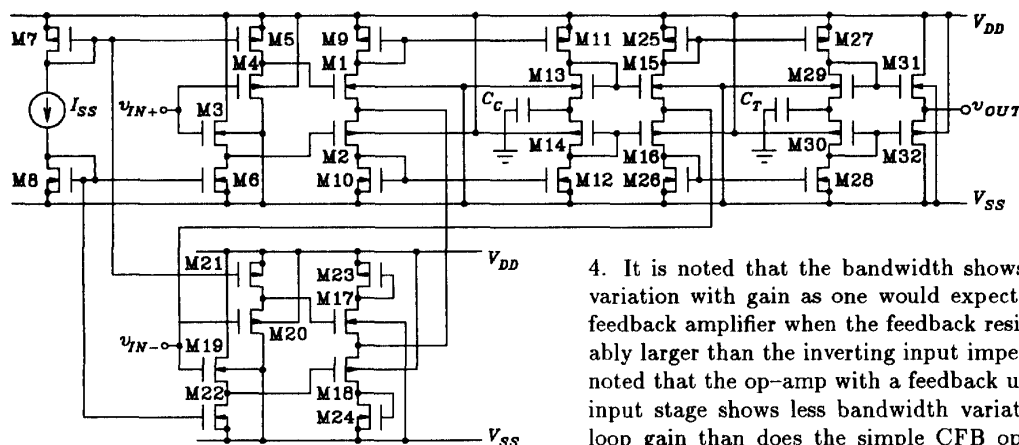 V_DD
M7
M5
M9
M11
M25
M27
M4
M1
M13
M15
M29
M31
I_SS
v_IN+
M3
C_C
C_T
v_OUT
M2
M14
M16
M30
M32
M8
M6
M10
M12
M26
M28
V_SS
M21
V_DD
M23
M17
M20
v_IN-
M19
M18
M22
M24
V_SS
4. It is noted that the bandwidth shows
variation with gain as one would expect
feedback amplifier when the feedback resi
ably larger than the inverting input impe
noted that the op-amp with a feedback u
input stage shows less bandwidth variat
loop gain than does the simple CFB op